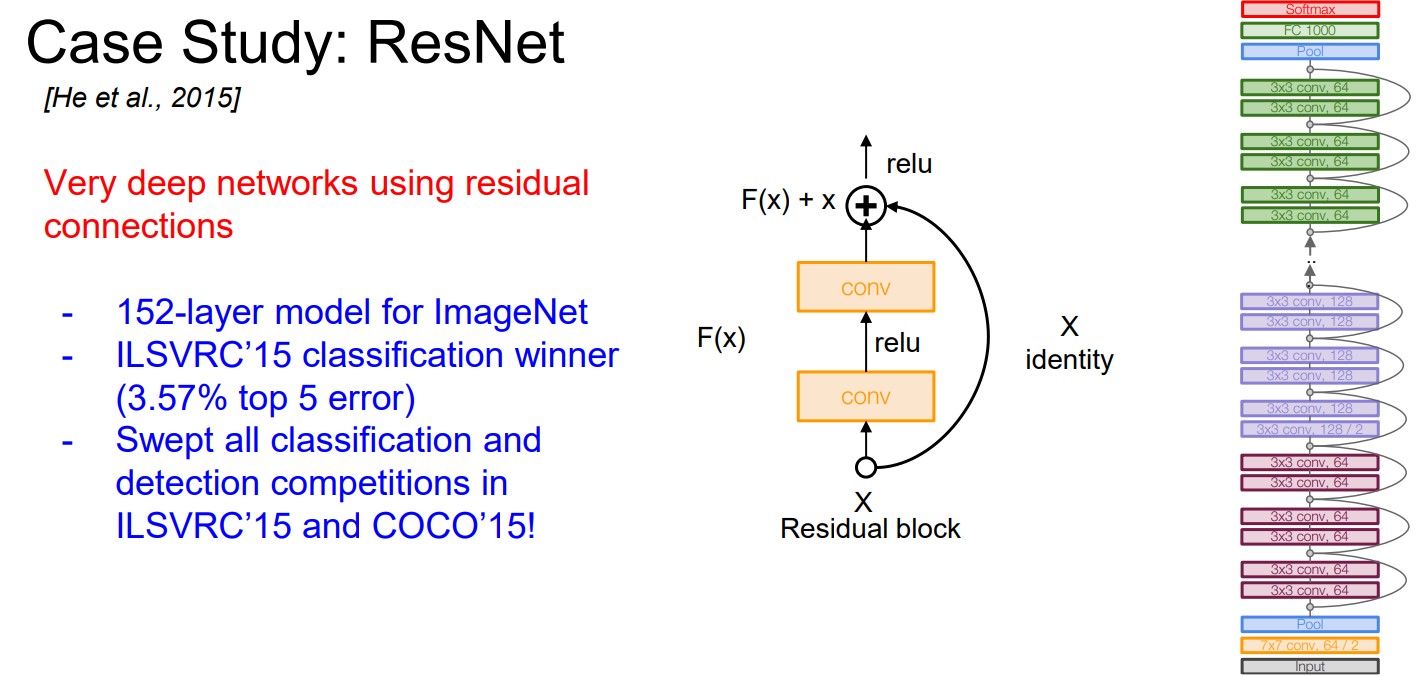 Case Study: ResNet
[He et al., 2015]
Very deep networks using residual
connections
- 152-layer model for ImageNet
- ILSVRC'15 classification winner
(3.57% top 5 error)
- Swept all classification and
detection competitions in
ILSVRC'15 and COCO'15!
relu
F(x) + x
conv
F(x)
relu
conv
X
identity
X
Residual block
Softmax
FC 1000
Pool
3x3 conv, 64
3x3 conv, 64
3x3 conv, 64
3x3 conv, 64
3x3 conv, 64
3x3 conv, 64
..
3x3 conv, 128
3x3 conv, 128
3x3 conv, 128
3x3 conv, 128
3x3 conv, 128
3x3 conv, 128 / 2
3x3 conv, 64
3x3 conv, 64
3x3 conv, 64
3x3 conv, 64
3x3 conv, 64
3x3 conv, 64
Pool
7x7 conv, 64 / 2
Input